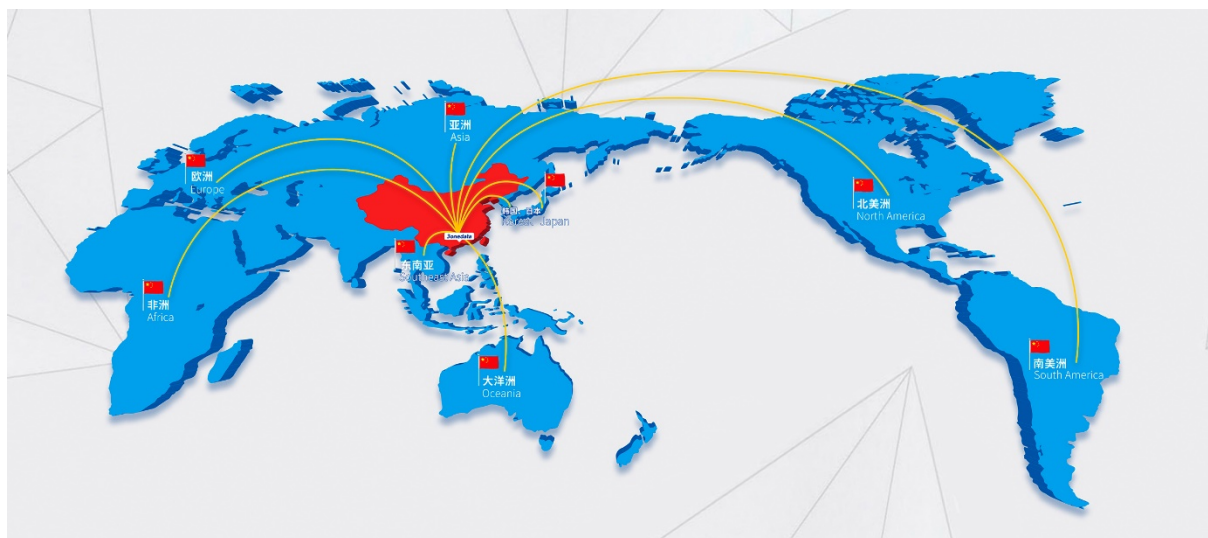 亚洲
Asia
欧洲
Europe
韩国、日本
Korea Japan
北美洲
North America
3onedata
东南亚
Southeast Asia
非洲
Africa
大洋洲
Oceania
南美洲
South America